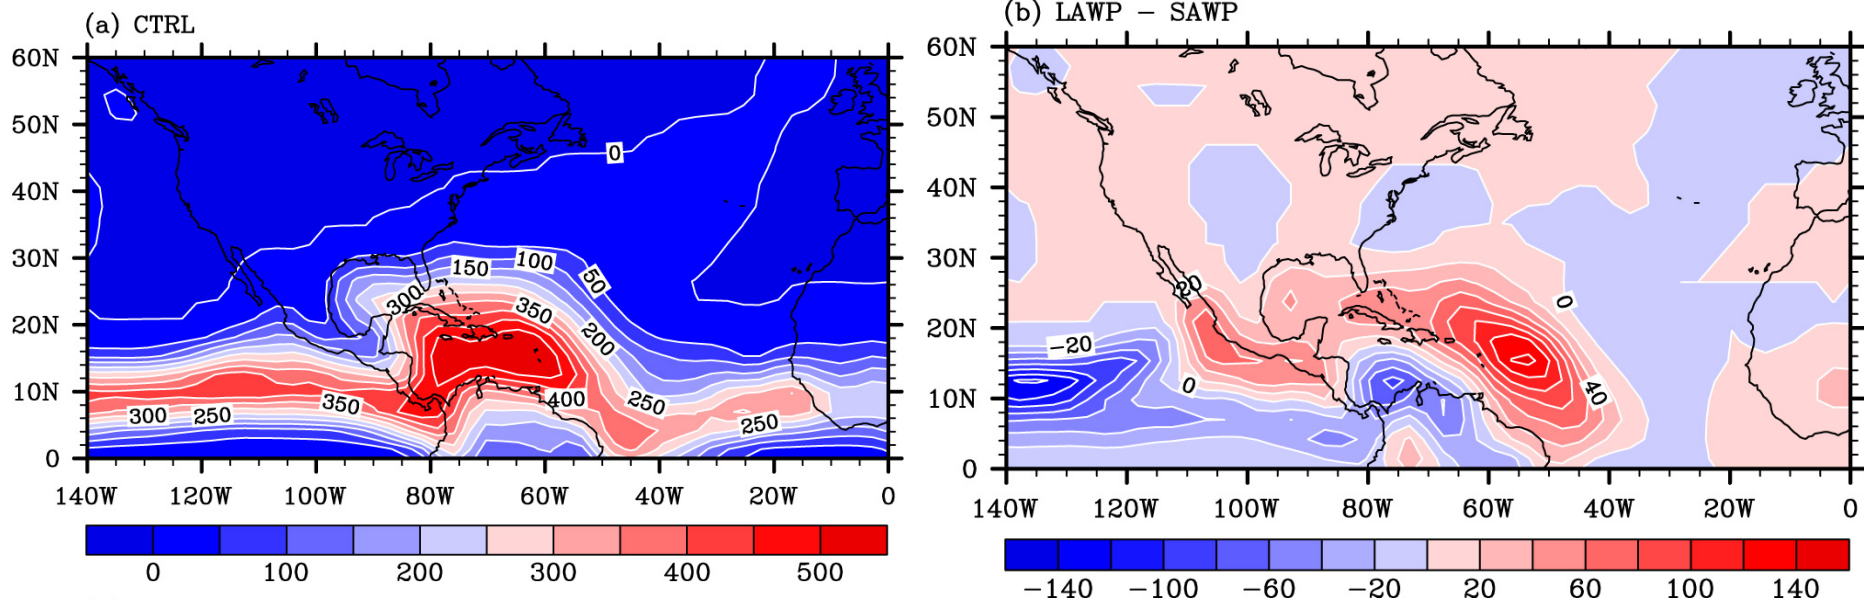 (a) CTRL
60N
50N
40N
30N
20N
10N
0
0
150
100
50
300
350
200
400
250
300
250
350
250
140W 120W 100W 80W 60W 40W 20W 0
0 100 200 300 400 500
(b) LAWP − SAWP
60N
50N
40N
30N
20N
10N
0
20
0
−20
0
40
140W 120W 100W 80W 60W 40W 20W 0
−140 −100 −60 −20 20 60 100 140